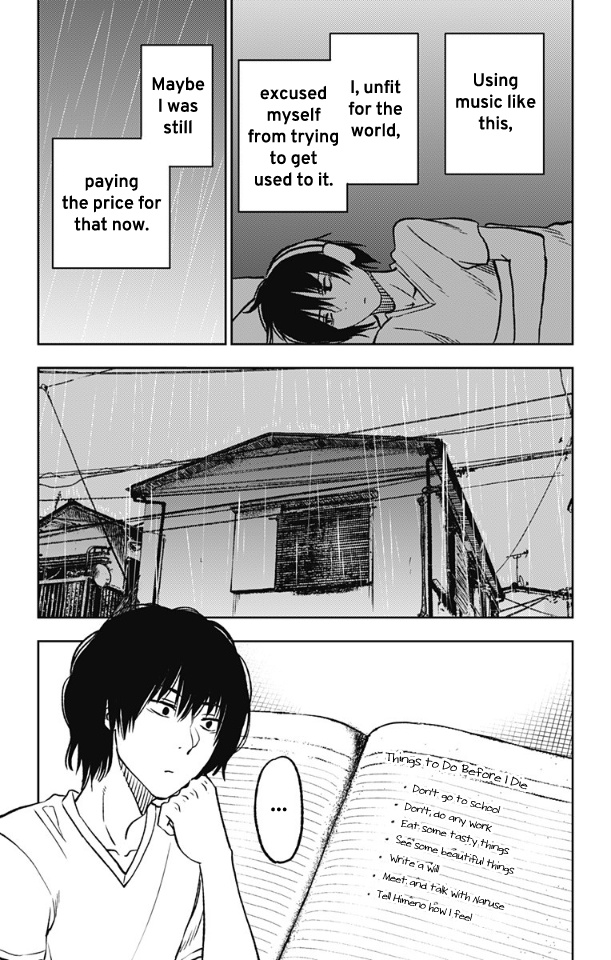 Using
music like
this,
I, unfit
for the
world,
excused
myself
from trying
to get
used to it.
Maybe
I was
still
paying
the price for
that now.
...
Things to Do Before I Die
• Don't go to school
• Don't, do any work
• Eat some tasty things
• See some beautiful things
• Write a will
• Meet and talk with Naruse
• Tell Himeno how I feel